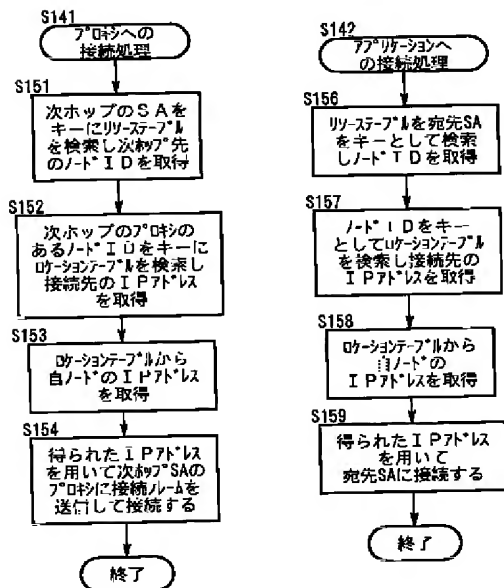 S141
プロキシへの
接続処理
S151
次ホップのSAを
キーにリソーステーブル
を検索し次ホップ先
のノードIDを取得
S152
次ホップのプロキシの
あるノードIDをキーに
ロケーションテーブルを検索し
接続先のIPアドレス
を取得
S153
ロケーションテーブルから
自ノードのIPアドレス
を取得
S154
得られたIPアドレス
を用いて次ホップSAの
プロキシに接続フレームを
送信して接続する
終了
S142
アプリケーションへ
の接続処理
S156
リソーステーブルを宛先SA
をキーとして検索
しノードIDを取得
S157
ノードIDをキー
としてロケーションテーブル
を検索し接続先の
IPアドレスを取得
S158
ロケーションテーブルから
自ノードの
IPアドレスを取得
S159
得られたIPアドレス
を用いて
宛先SAに接続する
終了